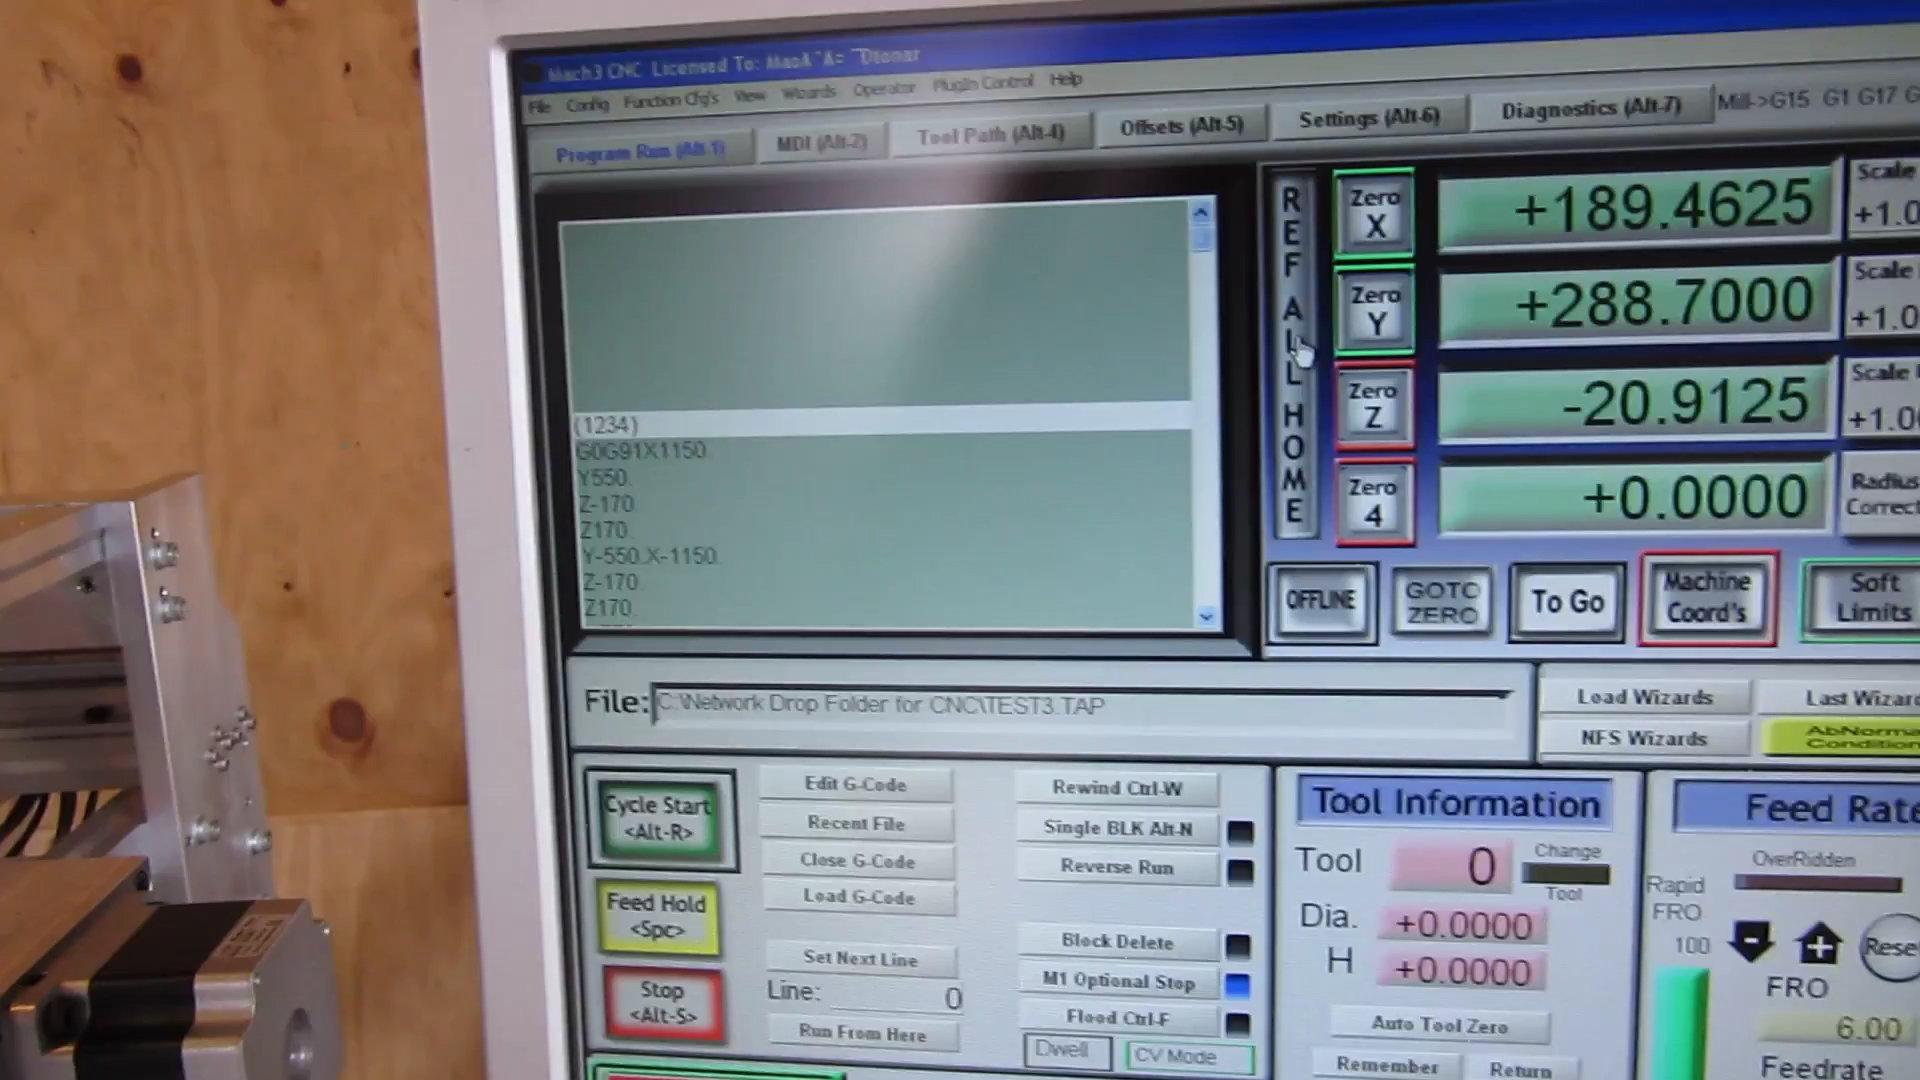 Mach3 CNC Licensed To:
File Config Function Cfg's View Wizards Operator PlugIn Control Help
Program Run (Alt-1) MDI (Alt-2) Tool Path (Alt-4) Offsets (Alt-5) Settings (Alt-6) Diagnostics (Alt-7) Mill->G15 G1 G17
REF ALL HOME
Zero X +189.4625 Scale
Zero Y +288.7000 Scale
Zero Z -20.9125 Scale
Zero 4 +0.0000 Radius
(1234)
G0G91X1150.
Y550.
Z-170.
Z170.
Y-550.X-1150.
Z-170.
Z170.
OFFLINE
GOTO
ZERO
To Go
Machine
Coord's
Soft
Limits
File: C:\Network Drop Folder for CNC\TEST3.TAP
Load Wizards
NFS Wizards
Cycle Start
<Alt-R>
Feed Hold
<Spc>
Stop
<Alt-S>
Edit G-Code
Recent File
Close G-Code
Load G-Code
Set Next Line
Line: 0
Run From Here
Rewind Ctrl-W
Single BLK Alt-N
Reverse Run
Block Delete
M1 Optional Stop
Flood Ctrl-F
Dwell CV Mode
Tool Information
Tool 0 Change
Tool
Dia. +0.0000
H +0.0000
Auto Tool Zero
Remember Return
Feed Rate
OverRidden
Rapid
FRO
100
FRO
6.00
Feedrate